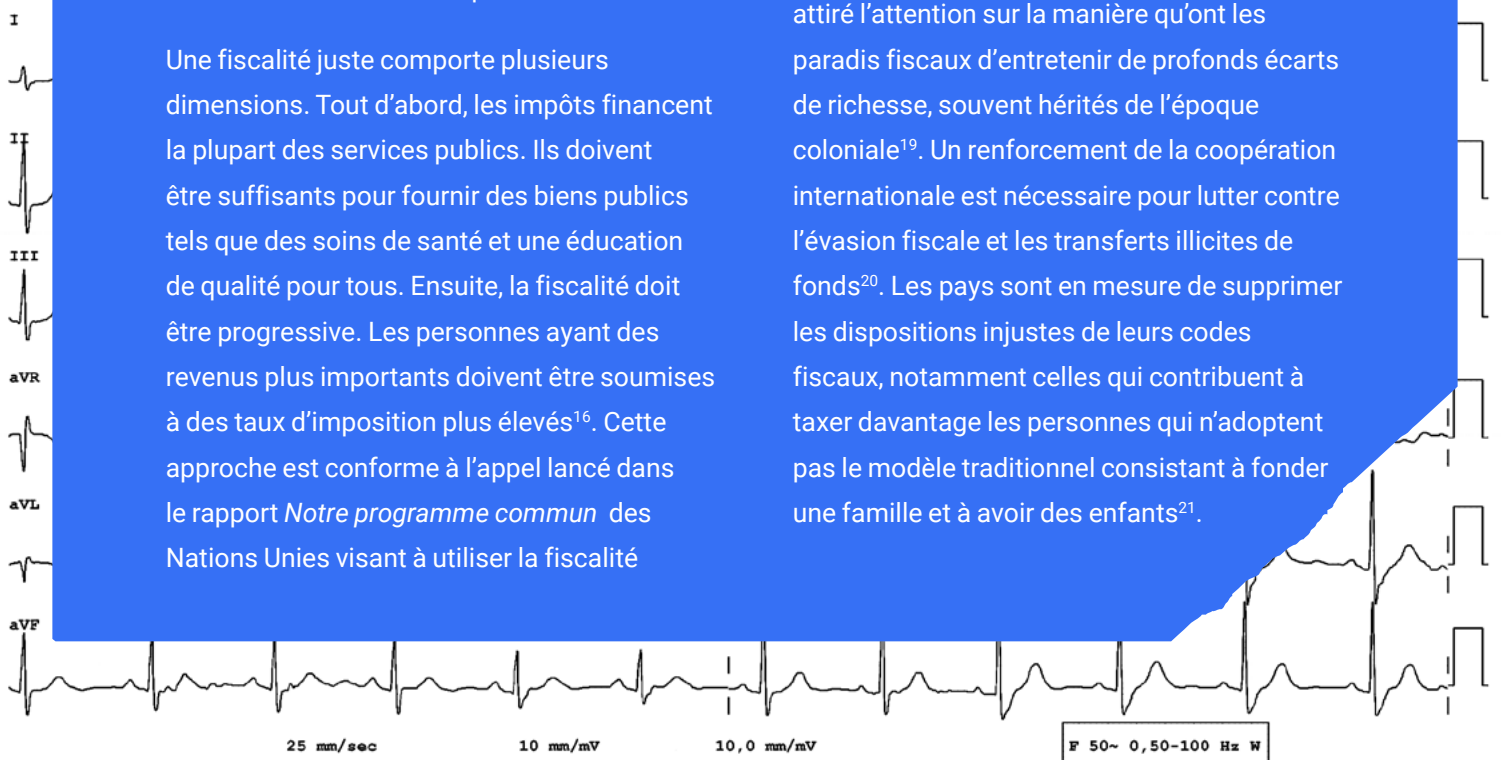 Une fiscalité juste comporte plusieurs
dimensions. Tout d’abord, les impôts financent
la plupart des services publics. Ils doivent
être suffisants pour fournir des biens publics
tels que des soins de santé et une éducation
de qualité pour tous. Ensuite, la fiscalité doit
être progressive. Les personnes ayant des
revenus plus importants doivent être soumises
à des taux d’imposition plus élevés¹⁶. Cette
approche est conforme à l’appel lancé dans
le rapport Notre programme commun des
Nations Unies visant à utiliser la fiscalité
attiré l’attention sur la manière qu’ont les
paradis fiscaux d’entretenir de profonds écarts
de richesse, souvent hérités de l’époque
coloniale¹⁹. Un renforcement de la coopération
internationale est nécessaire pour lutter contre
l’évasion fiscale et les transferts illicites de
fonds²⁰. Les pays sont en mesure de supprimer
les dispositions injustes de leurs codes
fiscaux, notamment celles qui contribuent à
taxer davantage les personnes qui n’adoptent
pas le modèle traditionnel consistant à fonder
une famille et à avoir des enfants²¹.
I
II
III
aVR
aVL
aVF
25 mm/sec
10 mm/mV
10,0 mm/mV
F 50~ 0,50-100 Hz W